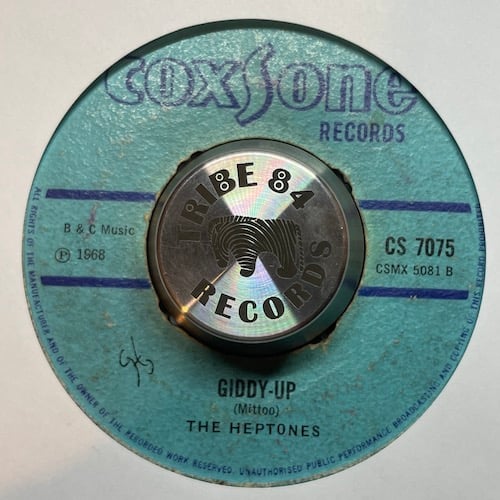 coxsone
RECORDS
TRIBE 84
RECORDS
B & C Music
℗ 1968
CS 7075
CSMX 5081 B
GIDDY-UP
(Mittoo)
THE HEPTONES
ALL RIGHTS OF THE MANUFACTURER AND OF THE OWNER OF THE RECORDED WORK RESERVED. UNAUTHORISED PUBLIC PERFORMANCE BROADCASTING AND COPYING OF THIS RECORD PROHIBITED